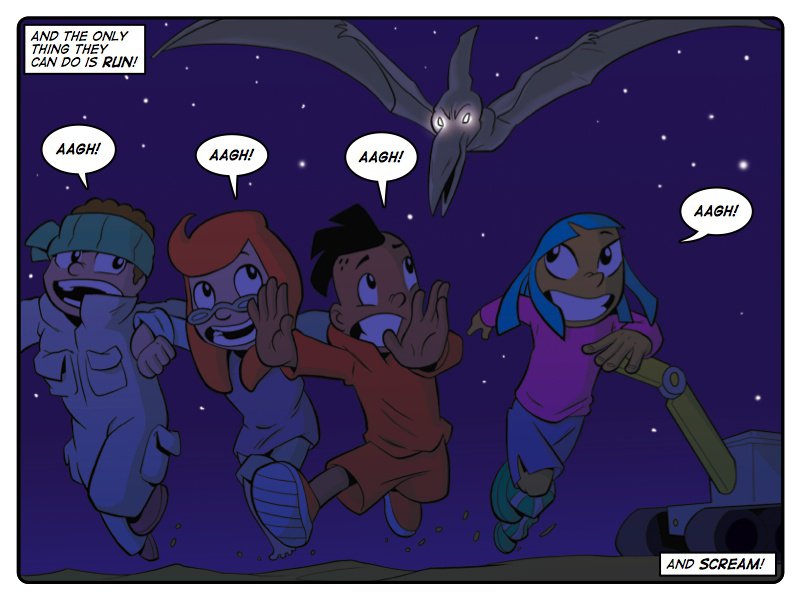 AND THE ONLY
THING THEY
CAN DO IS RUN!
AAGH!
AAGH!
AAGH!
AAGH!
AND SCREAM!